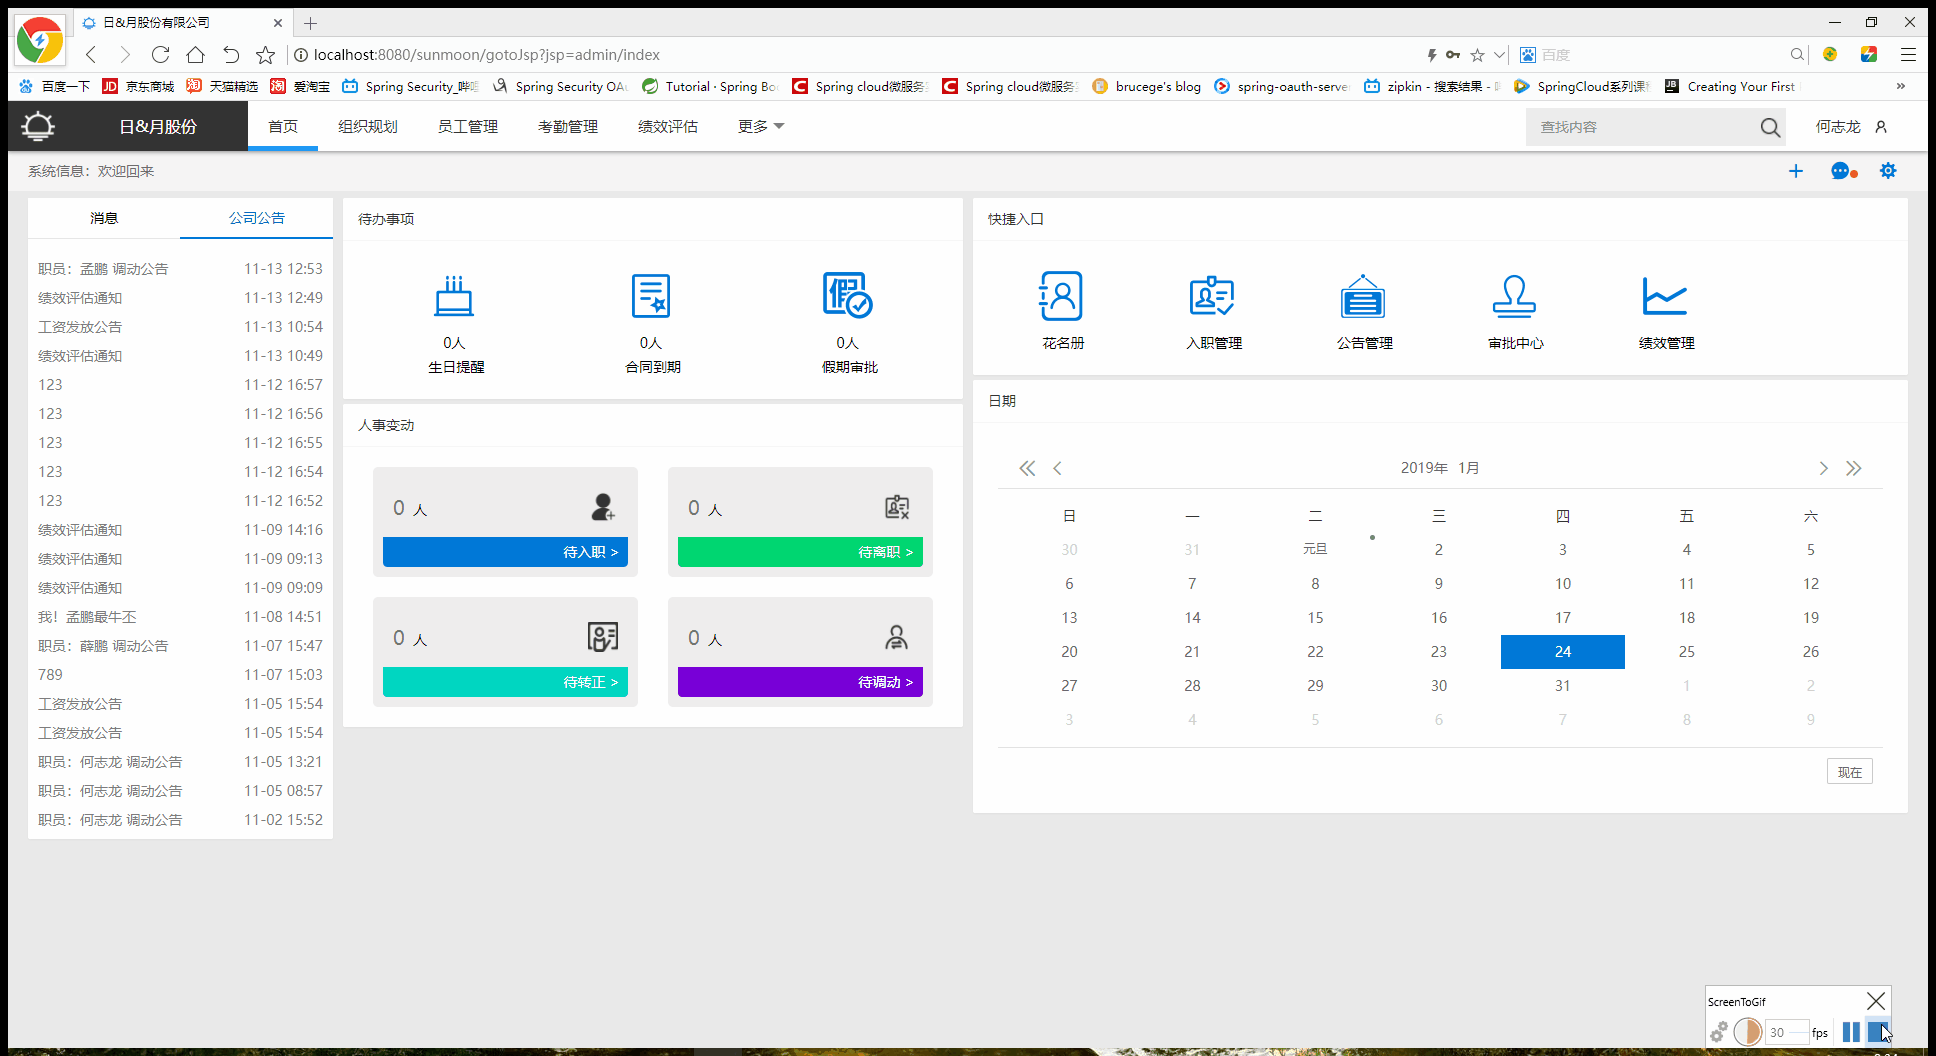 日&月股份有限公司
localhost:8080/sunmoon/gotoJsp?jsp=admin/index
百度
百度一下 京东商城 天猫精选 爱淘宝 Spring Security_哔 Spring Security OAu Tutorial · Spring Bo Spring cloud微服务 Spring cloud微服务 brucege's blog spring-oauth-serve zipkin - 搜索结果 - SpringCloud系列课 Creating Your First
日&月股份 首页 组织规划 员工管理 考勤管理 绩效评估 更多 查找内容 何志龙
系统信息：欢迎回来
消息 公司公告
职员：孟鹏 调动公告 11-13 12:53
绩效评估通知 11-13 12:49
工资发放公告 11-13 10:54
绩效评估通知 11-13 10:49
123 11-12 16:57
123 11-12 16:56
123 11-12 16:55
123 11-12 16:54
123 11-12 16:52
绩效评估通知 11-09 14:16
绩效评估通知 11-09 09:13
绩效评估通知 11-09 09:09
我！孟鹏最牛丕 11-08 14:51
职员：薛鹏 调动公告 11-07 15:47
789 11-07 15:03
工资发放公告 11-05 15:54
工资发放公告 11-05 15:54
职员：何志龙 调动公告 11-05 13:21
职员：何志龙 调动公告 11-05 08:57
职员：何志龙 调动公告 11-02 15:52
待办事项
假
0人 0人 0人
生日提醒 合同到期 假期审批
人事变动
0 人 0 人
待入职 > 待离职 >
0 人 0 人
待转正 > 待调动 >
快捷入口
花名册 入职管理 公告管理 审批中心 绩效管理
日期
2019年 1月
日 一 二 三 四 五 六
30 31 元旦 2 3 4 5
6 7 8 9 10 11 12
13 14 15 16 17 18 19
20 21 22 23 24 25 26
27 28 29 30 31 1 2
3 4 5 6 7 8 9
现在
ScreenToGif
30 fps